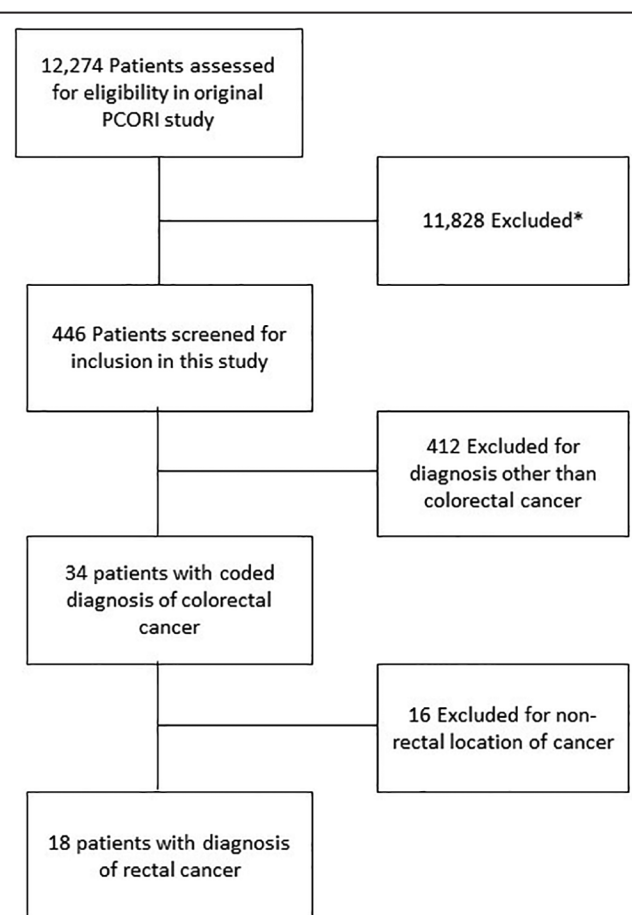 12,274 Patients assessed
for eligibility in original
PCORI study
11,828 Excluded*
446 Patients screened for
inclusion in this study
412 Excluded for
diagnosis other than
colorectal cancer
34 patients with coded
diagnosis of colorectal
cancer
16 Excluded for non-
rectal location of cancer
18 patients with diagnosis
of rectal cancer